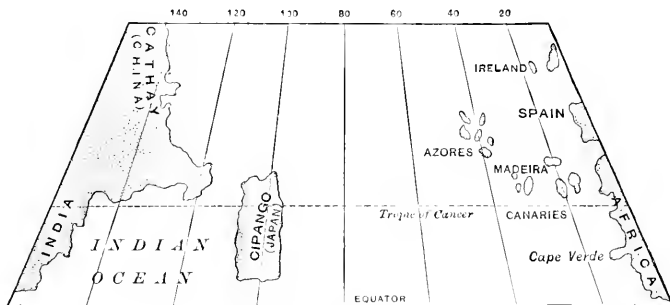 140 120 100 80 60 40 20
CATHAY
(CHINA)
IRELAND
SPAIN
AZORES
MADEIRA
INDIA
CIPANGO
(JAPAN)
Tropic of Cancer
CANARIES
AFRICA
INDIAN
OCEAN
Cape Verde
EQUATOR